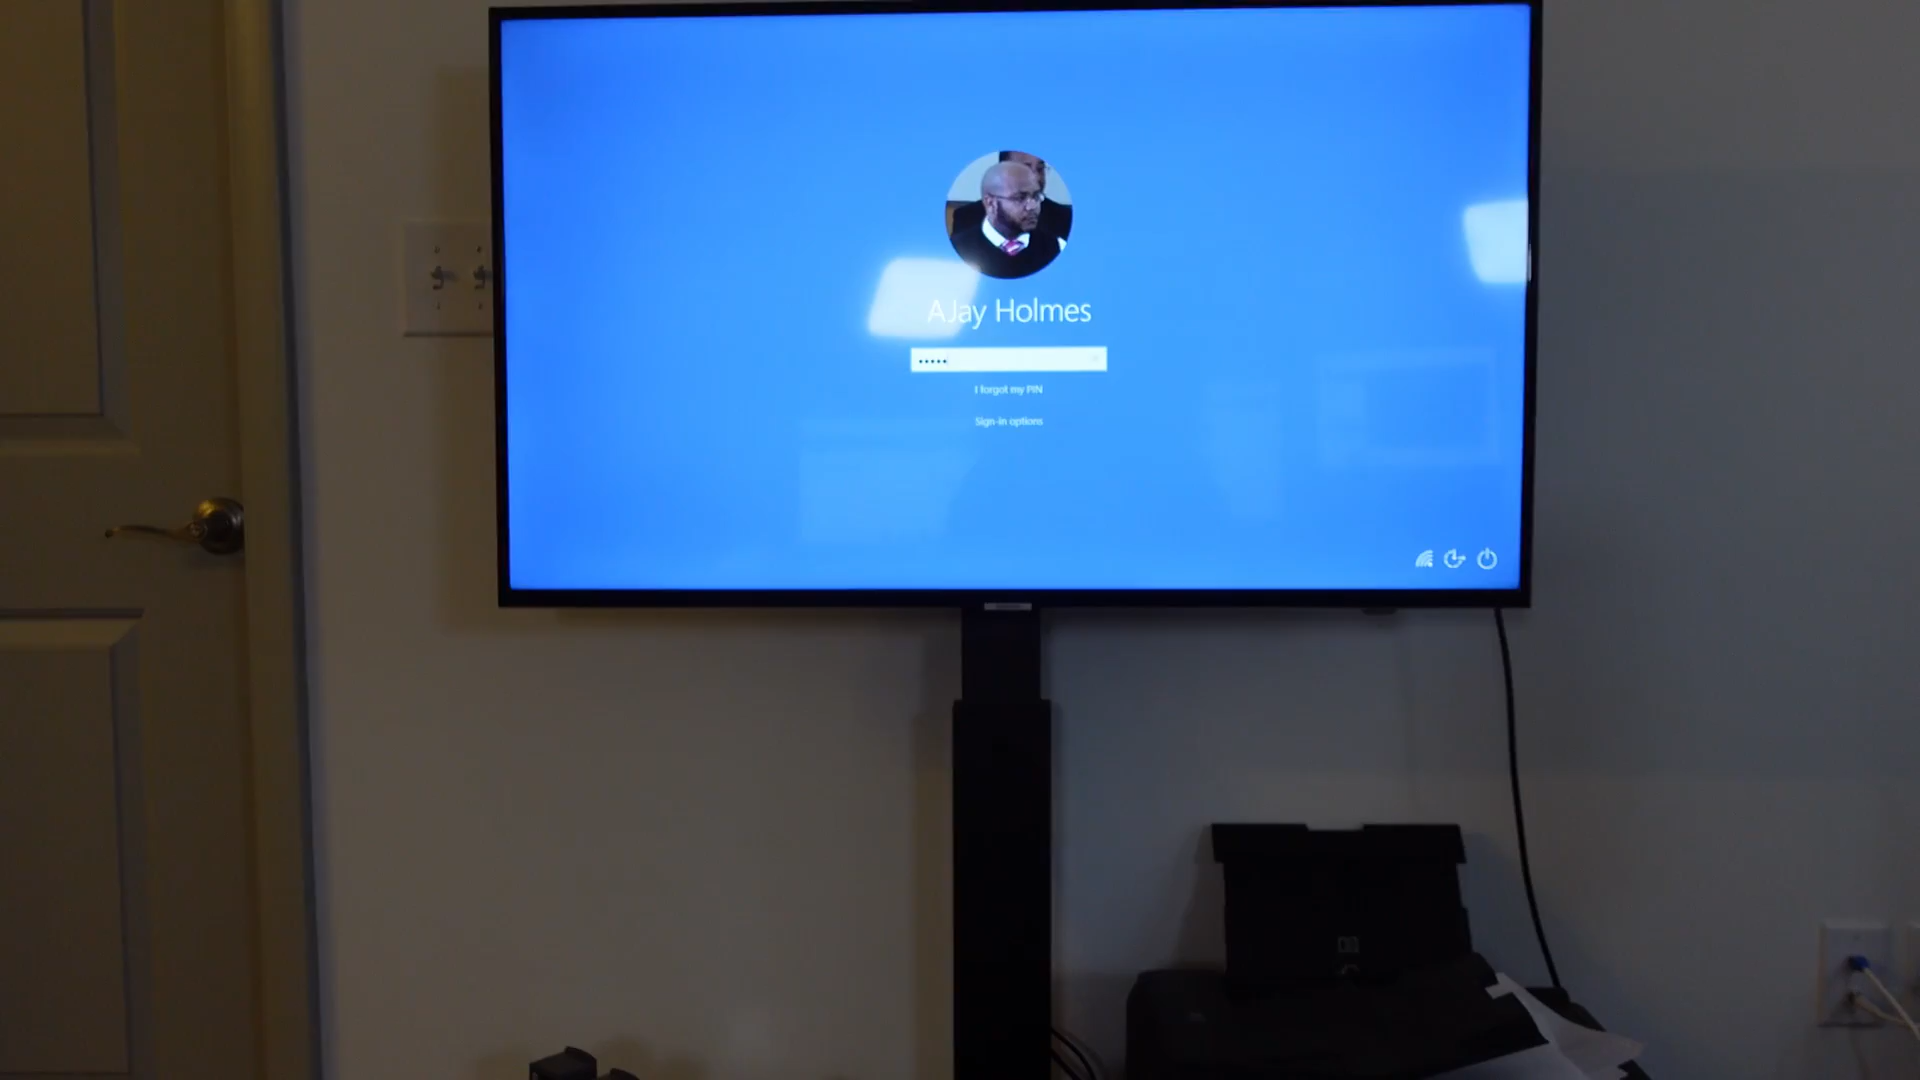 AJay Holmes
•••••
I forgot my PIN
Sign-in options